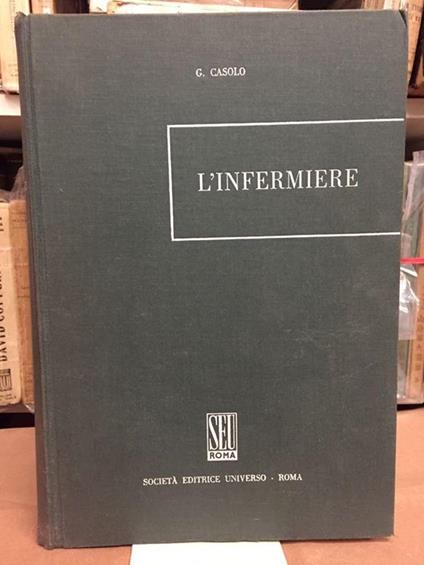 G. CASOLO
L'INFERMIERE
SEU
ROMA
SOCIETÀ EDITRICE UNIVERSO - ROMA